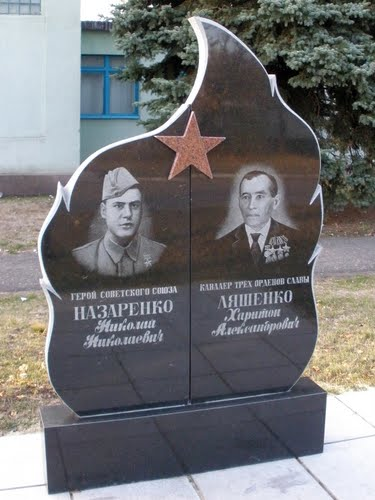 ГЕРОЙ СОВЕТСКОГО СОЮЗА
НАЗАРЕНКО
Николай
Николаевич
КАВАЛЕР ТРЕХ ОРДЕНОВ СЛАВЫ
ЛЯШЕНКО
Харитон
Александрович